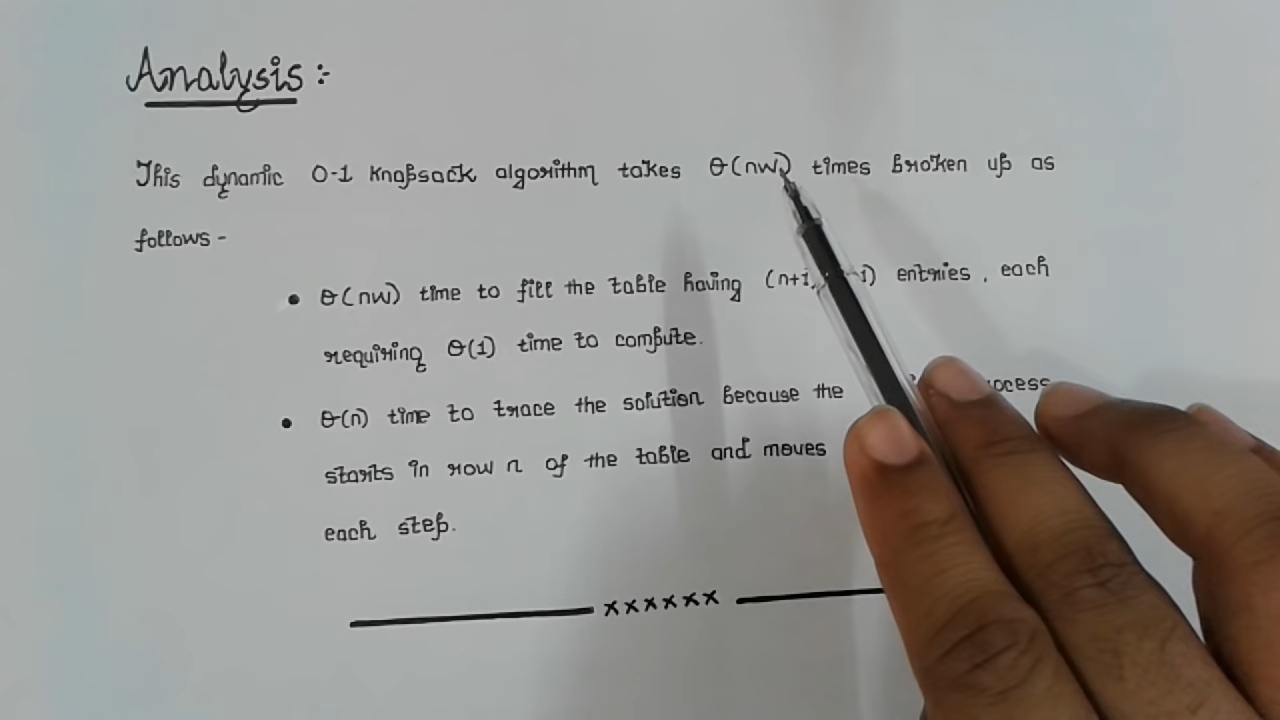 Analysis :-
This dynamic 0-1 Knapsack algorithm takes θ(nw) times broken up as
follows -
• θ(nw) time to fill the table having (n+1, -1) entries, each
requiring θ(1) time to compute.
• θ(n) time to trace the solution because the
starts in row n of the table and moves
each step.
xxxxxx